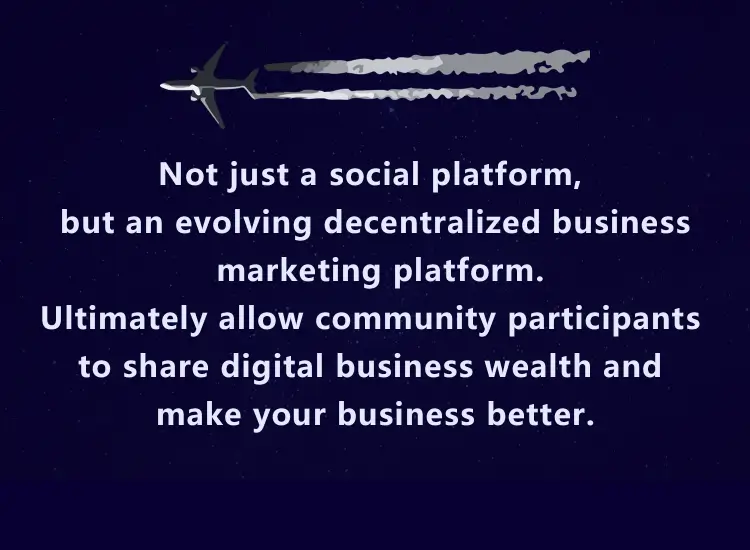 Not just a social platform,
but an evolving decentralized business
marketing platform.
Ultimately allow community participants
to share digital business wealth and
make your business better.